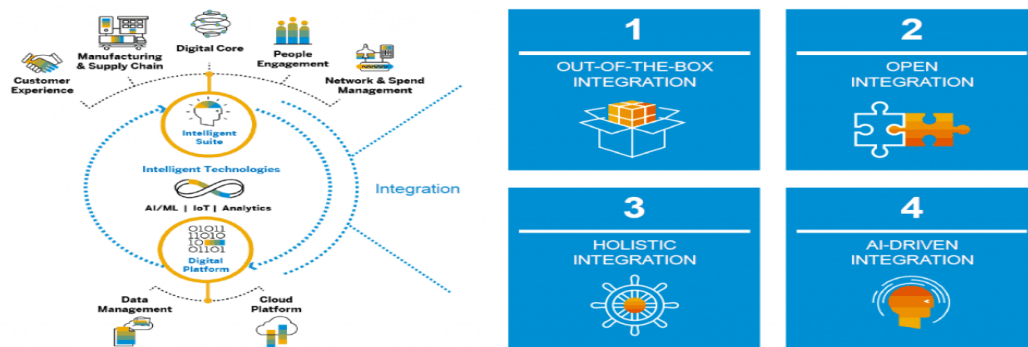 Digital Core
Manufacturing
& Supply Chain
People
Engagement
Customer
Experience
Network & Spend
Management
Intelligent
Suite
Intelligent Technologies
AI/ML | IoT | Analytics
Integration
01011
11010
10
01101
Digital
Platform
Data
Management
Cloud
Platform
1
OUT-OF-THE-BOX
INTEGRATION
2
OPEN
INTEGRATION
3
HOLISTIC
INTEGRATION
4
AI-DRIVEN
INTEGRATION